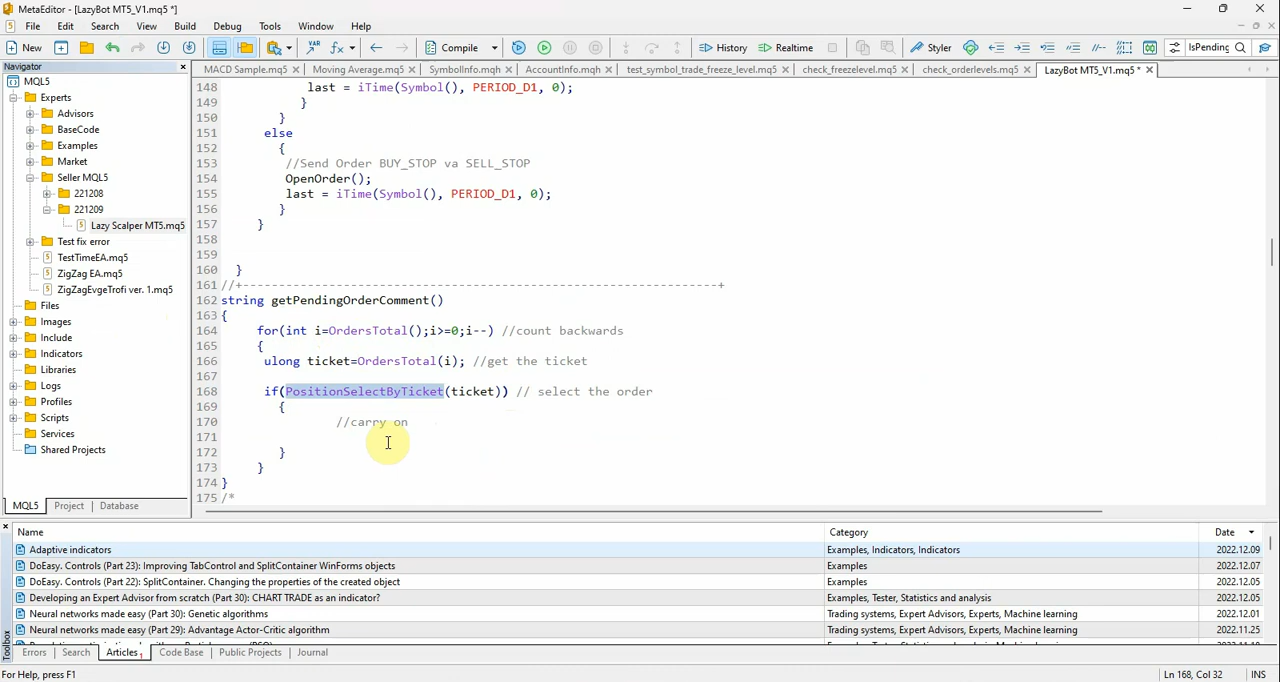 MetaEditor - [LazyBot MT5_V1.mq5 *]
File Edit Search View Build Debug Tools Window Help
New Compile History Realtime Styler IsPending
Navigator
MACD Sample.mq5 Moving Average.mq5 SymbolInfo.mqh AccountInfo.mqh test_symbol_trade_freeze_level.mq5 check_freezelevel.mq5 check_orderlevels.mq5 LazyBot MT5_V1.mq5 *
MQL5
Experts
Advisors
BaseCode
Examples
Market
Seller MQL5
221208
221209
Lazy Scalper MT5.mq5
Test fix error
TestTimeEA.mq5
ZigZag EA.mq5
ZigZagEvgeTrofi ver. 1.mq5
Files
Images
Include
Indicators
Libraries
Logs
Profiles
Scripts
Services
Shared Projects
MQL5 Project Database
148 last = iTime(Symbol(), PERIOD_D1, 0);
149 }
150 }
151 else
152 {
153 //Send Order BUY_STOP va SELL_STOP
154 OpenOrder();
155 last = iTime(Symbol(), PERIOD_D1, 0);
156 }
157 }
158
159
160 }
161 //+------------------------------------------------------------------+
162 string getPendingOrderComment()
163 {
164 for(int i=OrdersTotal();i>=0;i--) //count backwards
165 {
166 ulong ticket=OrdersTotal(i); //get the ticket
167
168 if(PositionSelectByTicket(ticket)) // select the order
169 {
170 //carry on
171
172 }
173 }
174 }
175 /*
Name Category Date
Adaptive indicators Examples, Indicators, Indicators 2022.12.09
DoEasy. Controls (Part 23): Improving TabControl and SplitContainer WinForms objects Examples 2022.12.07
DoEasy. Controls (Part 22): SplitContainer. Changing the properties of the created object Examples 2022.12.05
Developing an Expert Advisor from scratch (Part 30): CHART TRADE as an indicator? Examples, Tester, Statistics and analysis 2022.12.05
Neural networks made easy (Part 30): Genetic algorithms Trading systems, Expert Advisors, Experts, Machine learning 2022.12.01
Neural networks made easy (Part 29): Advantage Actor-Critic algorithm Trading systems, Expert Advisors, Experts, Machine learning 2022.11.25
Toolbox
Errors Search Articles 1 Code Base Public Projects Journal
For Help, press F1 Ln 168, Col 32 INS